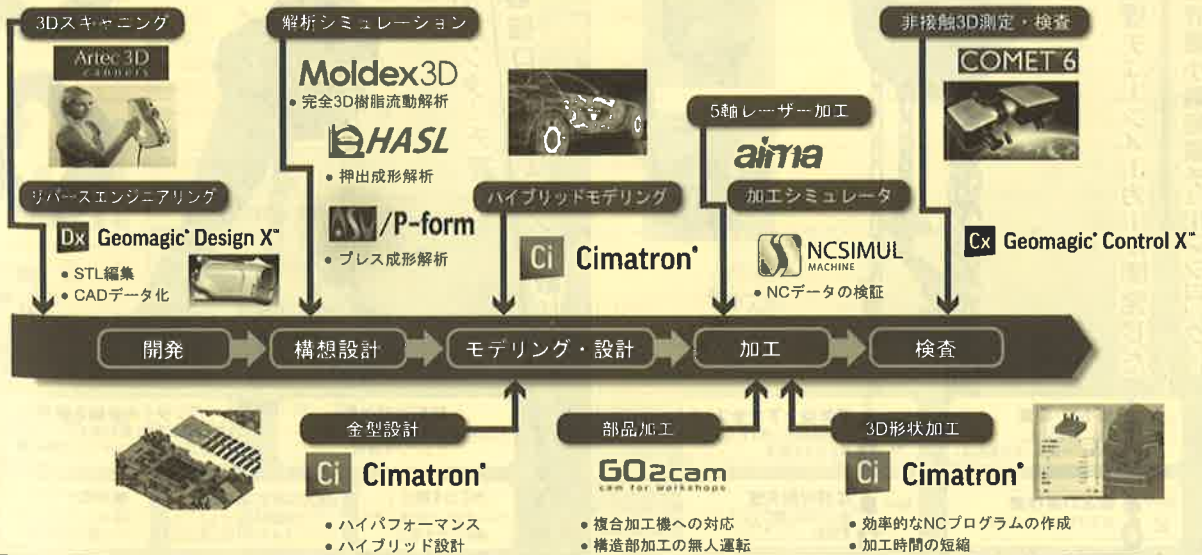 3Dスキャニング
Artec 3D
scanners
リバースエンジニアリング
Dx Geomagic® Design X™
• STL編集
• CADデータ化
解析シミュレーション
Moldex3D
• 完全3D樹脂流動解析
HASL
• 押出成形解析
ASU/P-form
• プレス成形解析
ハイブリッドモデリング
Ci Cimatron®
5軸レーザー加工
aima
加工シミュレータ
NCSIMUL
MACHINE
• NCデータの検証
非接触3D測定・検査
COMET 6
Cx Geomagic® Control X™
開発
構想設計
モデリング・設計
加工
検査
金型設計
Ci Cimatron®
• ハイパフォーマンス
• ハイブリッド設計
部品加工
GO2cam
cam for workshops
• 複合加工機への対応
• 構造部加工の無人運転
3D形状加工
Ci Cimatron®
• 効率的なNCプログラムの作成
• 加工時間の短縮